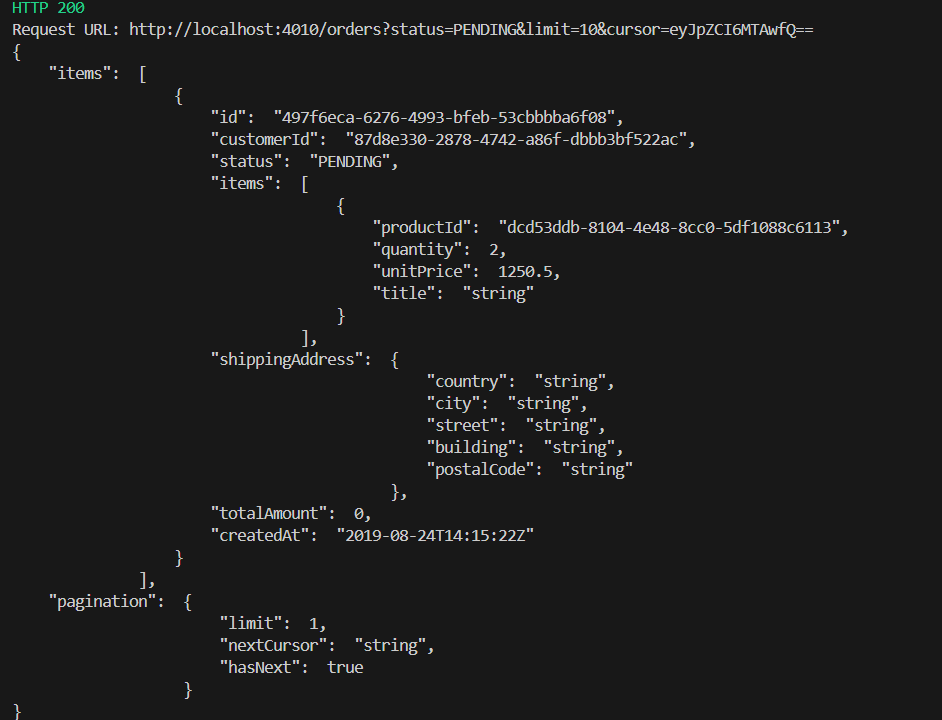 HTTP 200
Request URL: http://localhost:4010/orders?status=PENDING&limit=10&cursor=eyJpZCI6MTAwfQ==
{
    "items":  [
                  {
                      "id":  "497f6eca-6276-4993-bfeb-53cbbbba6f08",
                      "customerId":  "87d8e330-2878-4742-a86f-dbbb3bf522ac",
                      "status":  "PENDING",
                      "items":  [
                                    {
                                        "productId":  "dcd53ddb-8104-4e48-8cc0-5df1088c6113",
                                        "quantity":  2,
                                        "unitPrice":  1250.5,
                                        "title":  "string"
                                    }
                                ],
                      "shippingAddress":  {
                                              "country":  "string",
                                              "city":  "string",
                                              "street":  "string",
                                              "building":  "string",
                                              "postalCode":  "string"
                                          },
                      "totalAmount":  0,
                      "createdAt":  "2019-08-24T14:15:22Z"
                  }
              ],
    "pagination":  {
                       "limit":  1,
                       "nextCursor":  "string",
                       "hasNext":  true
                   }
}